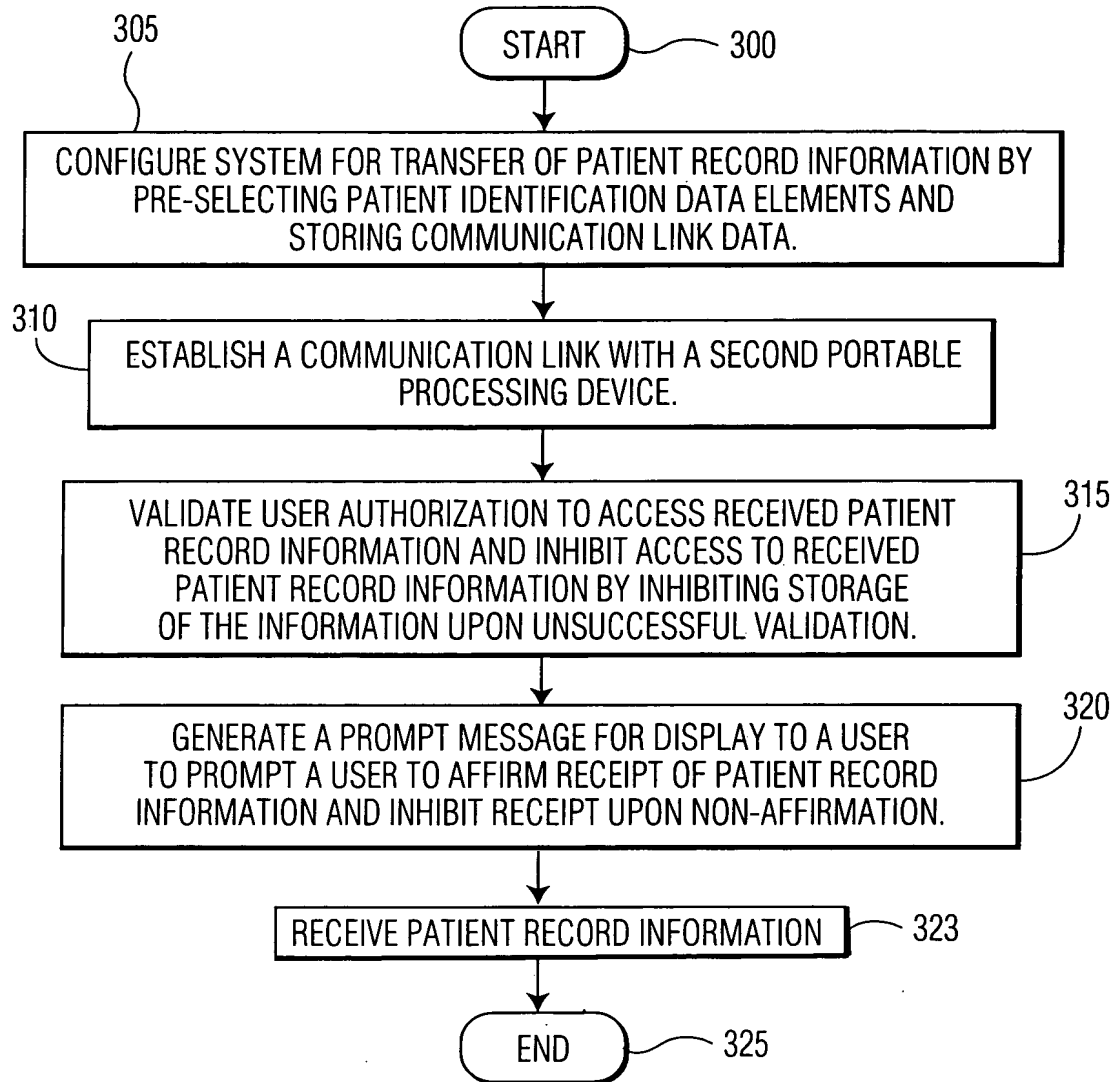 305
START
300
CONFIGURE SYSTEM FOR TRANSFER OF PATIENT RECORD INFORMATION BY
PRE-SELECTING PATIENT IDENTIFICATION DATA ELEMENTS AND
STORING COMMUNICATION LINK DATA.
310
ESTABLISH A COMMUNICATION LINK WITH A SECOND PORTABLE
PROCESSING DEVICE.
VALIDATE USER AUTHORIZATION TO ACCESS RECEIVED PATIENT
RECORD INFORMATION AND INHIBIT ACCESS TO RECEIVED
PATIENT RECORD INFORMATION BY INHIBITING STORAGE
OF THE INFORMATION UPON UNSUCCESSFUL VALIDATION.
315
GENERATE A PROMPT MESSAGE FOR DISPLAY TO A USER
TO PROMPT A USER TO AFFIRM RECEIPT OF PATIENT RECORD
INFORMATION AND INHIBIT RECEIPT UPON NON-AFFIRMATION.
320
RECEIVE PATIENT RECORD INFORMATION
323
END
325